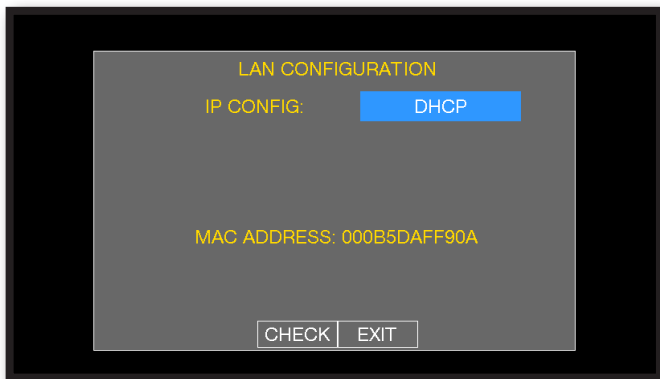 LAN CONFIGURATION
IP CONFIG: DHCP
MAC ADDRESS: 000B5DAFF90A
CHECK EXIT